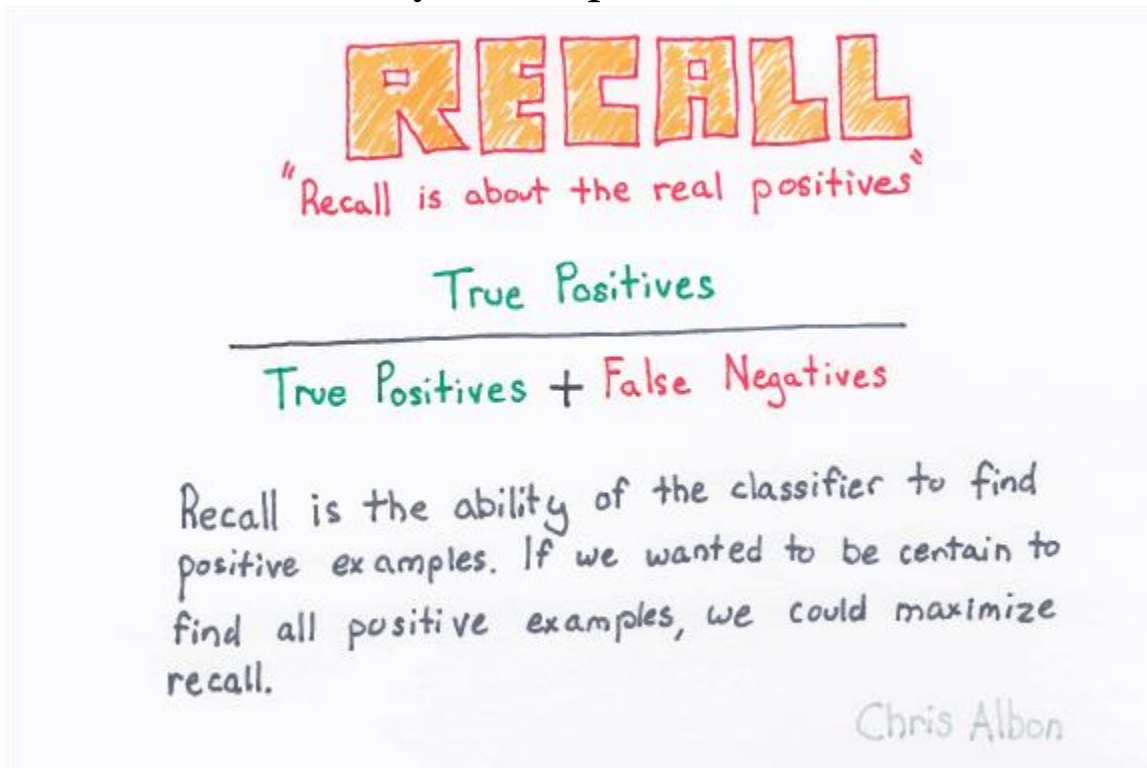 RECALL
"Recall is about the real positives"
True Positives
True Positives + False Negatives
Recall is the ability of the classifier to find
positive examples. If we wanted to be certain to
find all positive examples, we could maximize
recall.
Chris Albon